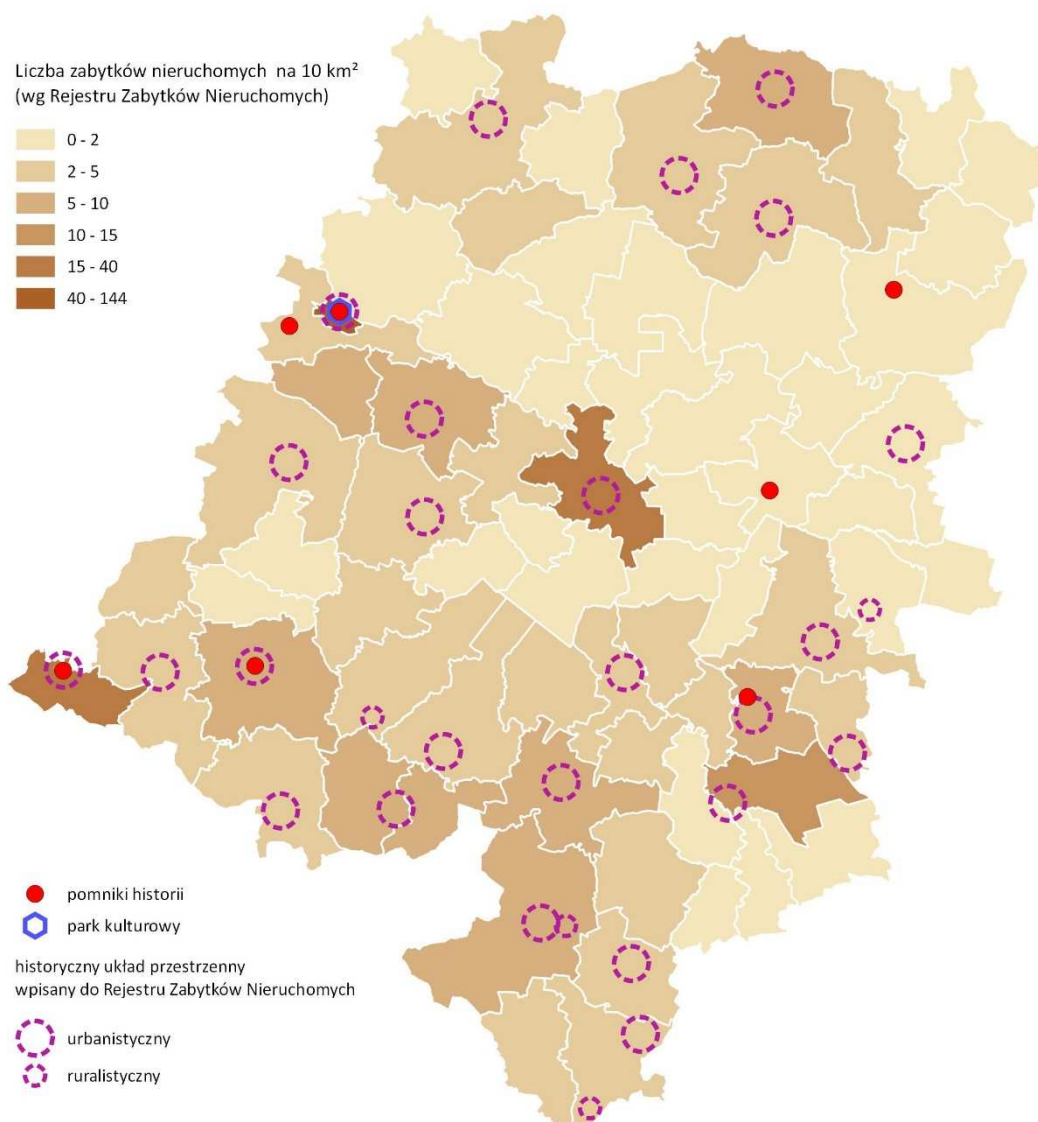 Liczba zabytków nieruchomych na 10 km²
(wg Rejestru Zabytków Nieruchomych)
0 - 2
2 - 5
5 - 10
10 - 15
15 - 40
40 - 144
pomniki historii
park kulturowy
historyczny układ przestrzenny
wpisany do Rejestru Zabytków Nieruchomych
urbanistyczny
ruralistyczny